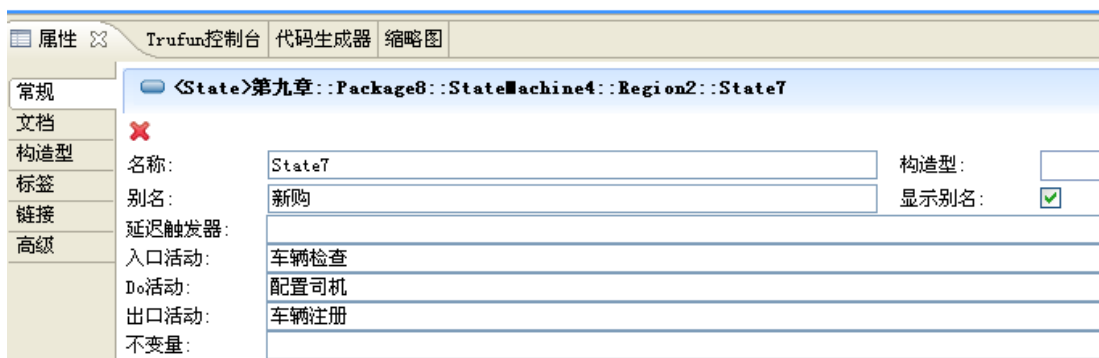 属性 Trufun控制台 代码生成器 缩略图
常规 <State>第九章::Package8::StateMachine4::Region2::State7
文档
构造型
标签
链接
高级
名称: State7 构造型:
别名: 新购 显示别名:
延迟触发器:
入口活动: 车辆检查
Do活动: 配置司机
出口活动: 车辆注册
不变量: